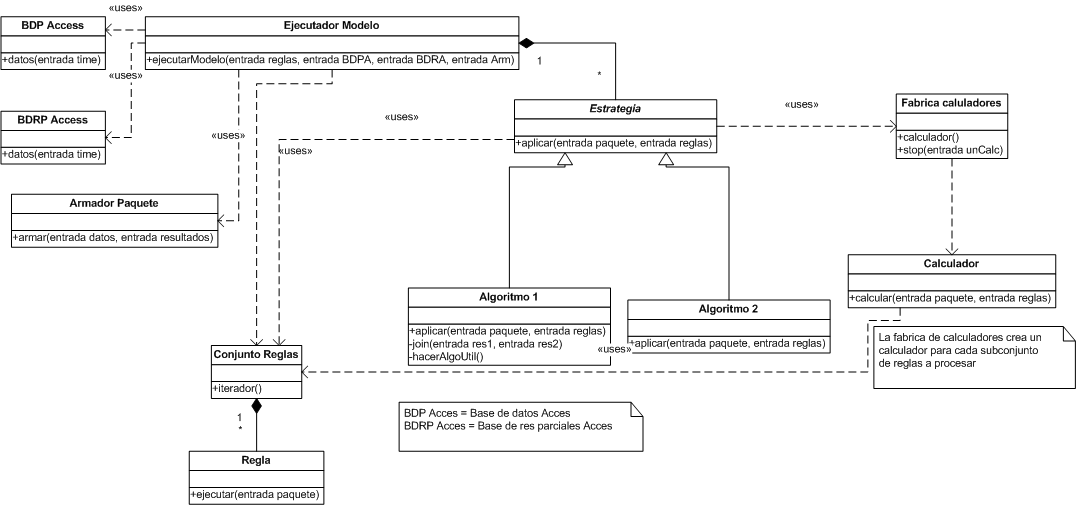 «uses»
BDP Access
+datos(entrada time)
Ejecutador Modelo
+ejecutarModelo(entrada reglas, entrada BDPA, entrada BDRA, entrada Arm)
1
*
«uses»
BDRP Access
+datos(entrada time)
«uses»
«uses»
Estrategia
+aplicar(entrada paquete, entrada reglas)
«uses»
«uses»
Fabrica caluladores
+calculador()
+stop(entrada unCalc)
Armador Paquete
+armar(entrada datos, entrada resultados)
Calculador
+calcular(entrada paquete, entrada reglas)
Algoritmo 1
+aplicar(entrada paquete, entrada reglas)
-join(entrada res1, entrada res2)
-hacerAlgoUtil()
Algoritmo 2
+aplicar(entrada paquete, entrada reglas)
«uses»
La fabrica de calculadores crea un
calculador para cada subconjunto
de reglas a procesar
Conjunto Reglas
+iterador()
1
*
BDP Acces = Base de datos Acces
BDRP Acces = Base de res parciales Acces
Regla
+ejecutar(entrada paquete)